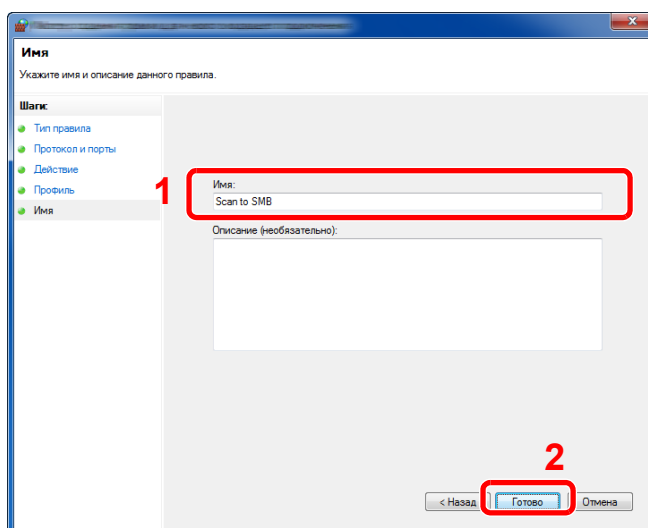 Имя
Укажите имя и описание данного правила.
Шаги:
Тип правила
Протокол и порты
Действие
Профиль
Имя
1
Имя:
Scan to SMB
Описание (необязательно):
2
< Назад
Готово
Отмена